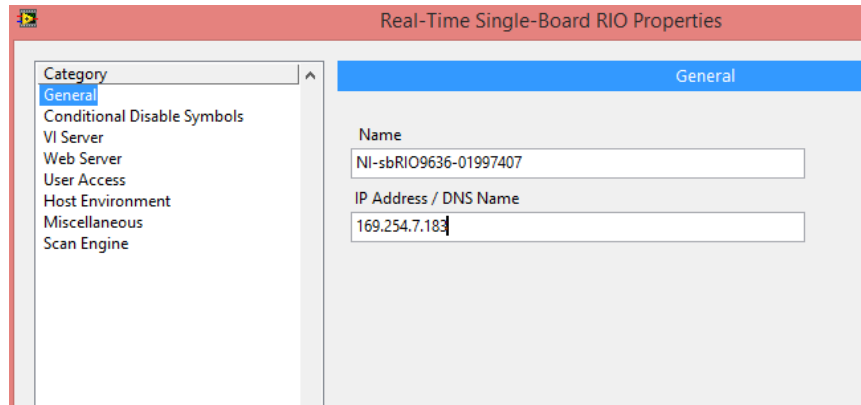 Real-Time Single-Board RIO Properties
Category
General
Conditional Disable Symbols
VI Server
Web Server
User Access
Host Environment
Miscellaneous
Scan Engine
General
Name
NI-sbRIO9636-01997407
IP Address / DNS Name
169.254.7.183